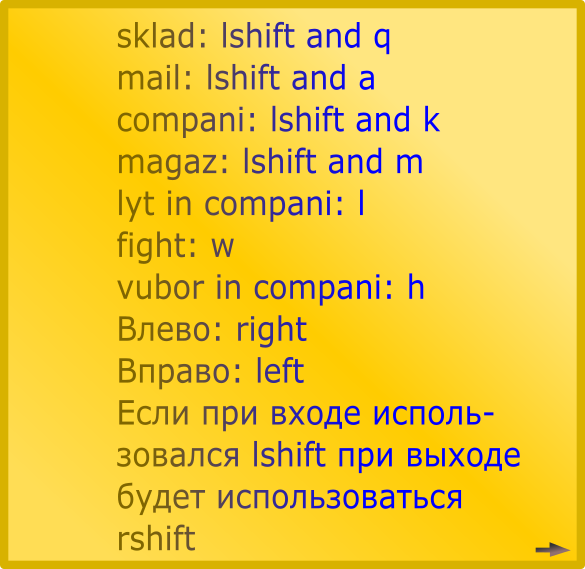 sklad: lshift and q
mail: lshift and a
compani: lshift and k
magaz: lshift and m
lyt in compani: l
fight: w
vubor in compani: h
Влево: right
Вправо: left
Если при входе исполь-
зовался lshift при выходе
будет использоваться
rshift